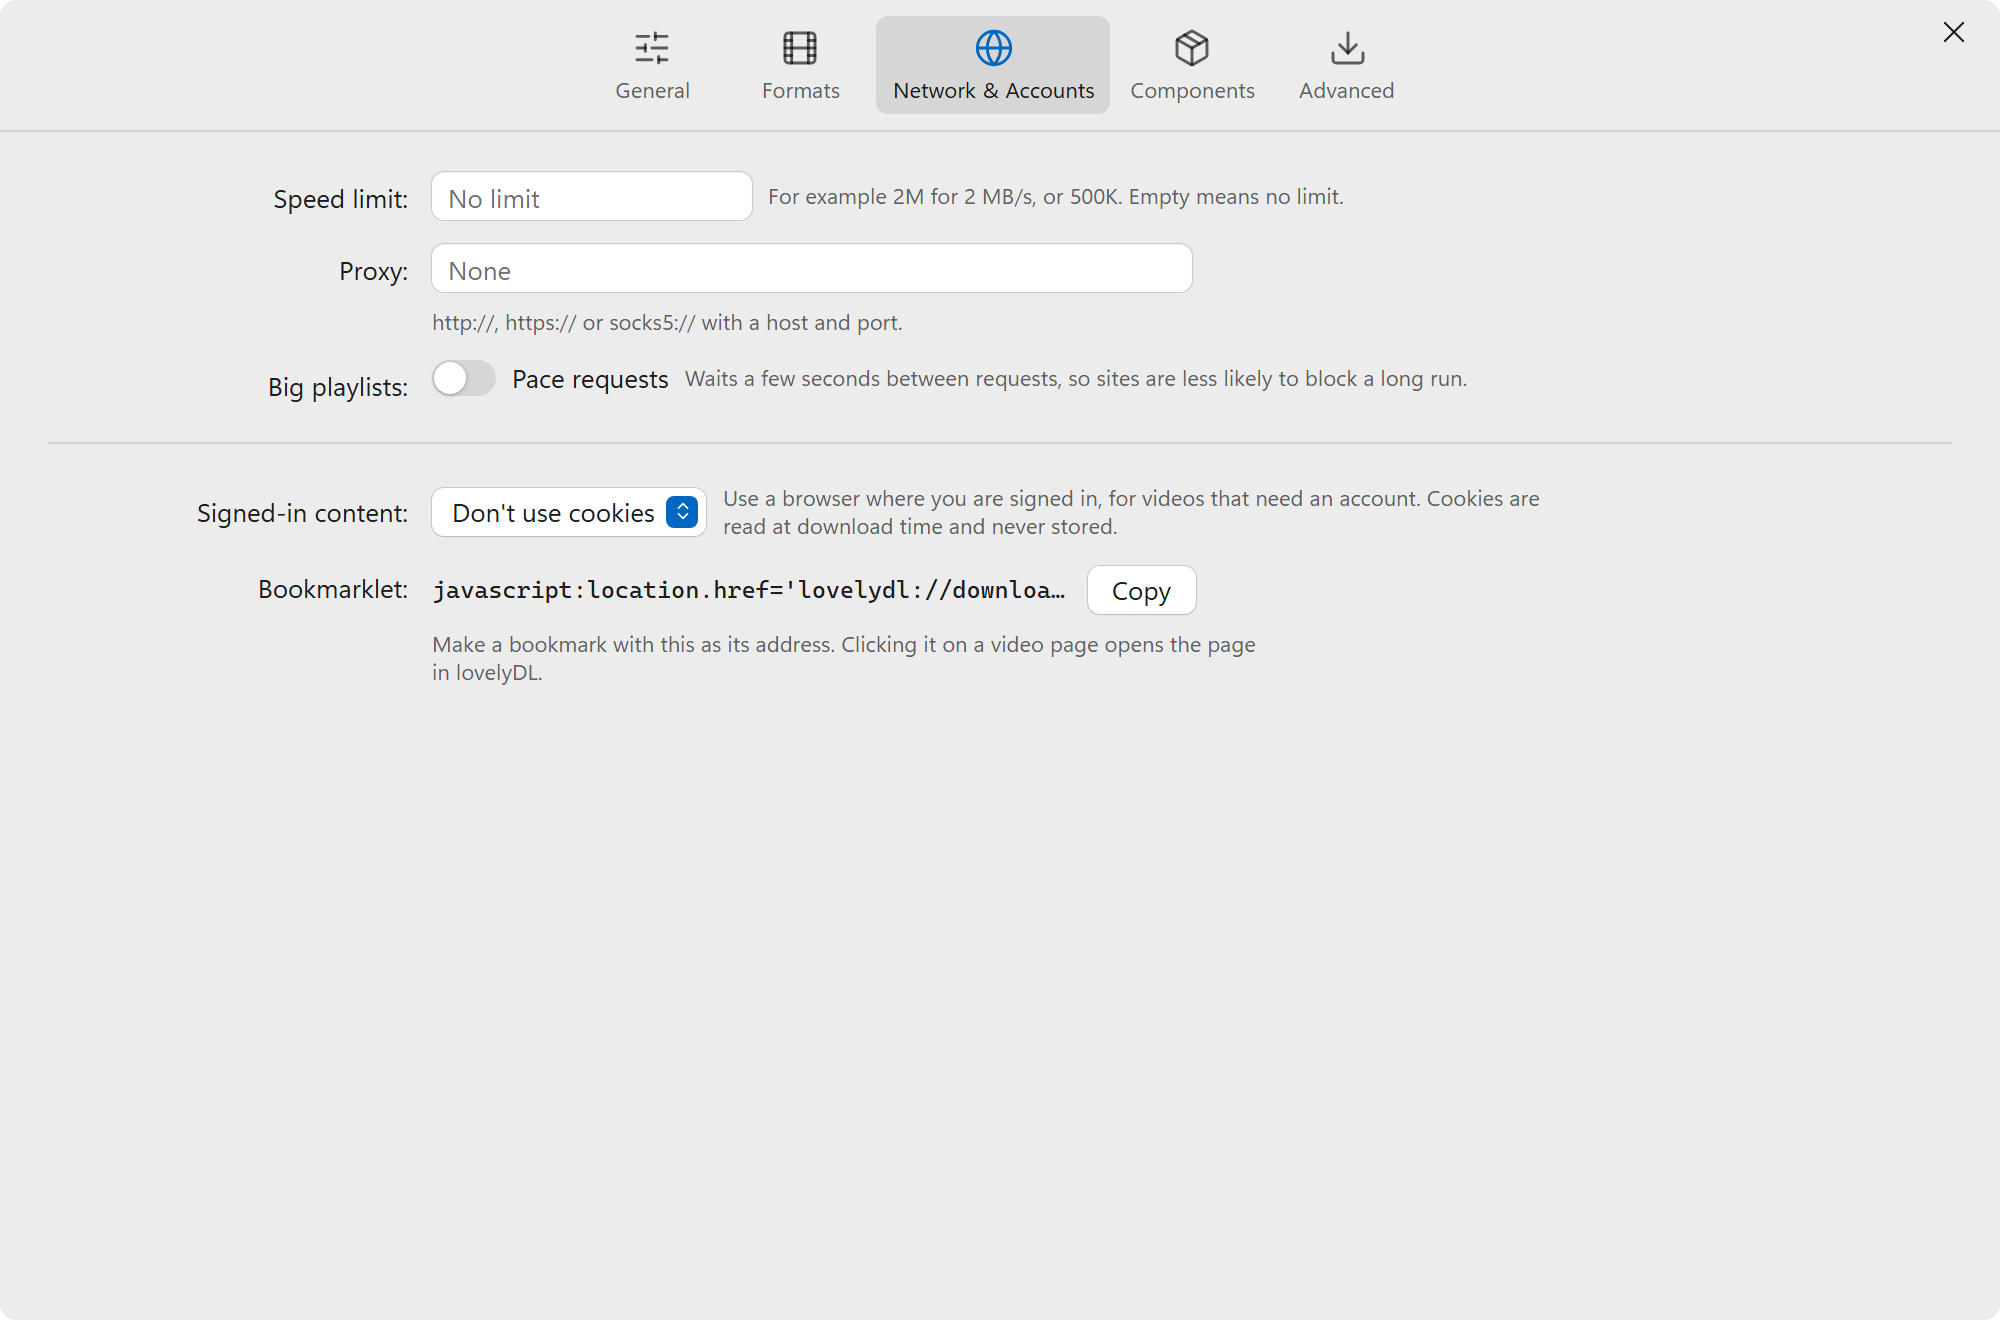 General
Formats
Network & Accounts
Components
Advanced
Speed limit:
No limit
For example 2M for 2 MB/s, or 500K. Empty means no limit.
Proxy:
None
http://, https:// or socks5:// with a host and port.
Big playlists:
Pace requests
Waits a few seconds between requests, so sites are less likely to block a long run.
Signed-in content:
Don't use cookies
Use a browser where you are signed in, for videos that need an account. Cookies are
read at download time and never stored.
Bookmarklet:
javascript:location.href='lovelydl://downloa…
Copy
Make a bookmark with this as its address. Clicking it on a video page opens the page
in lovelyDL.